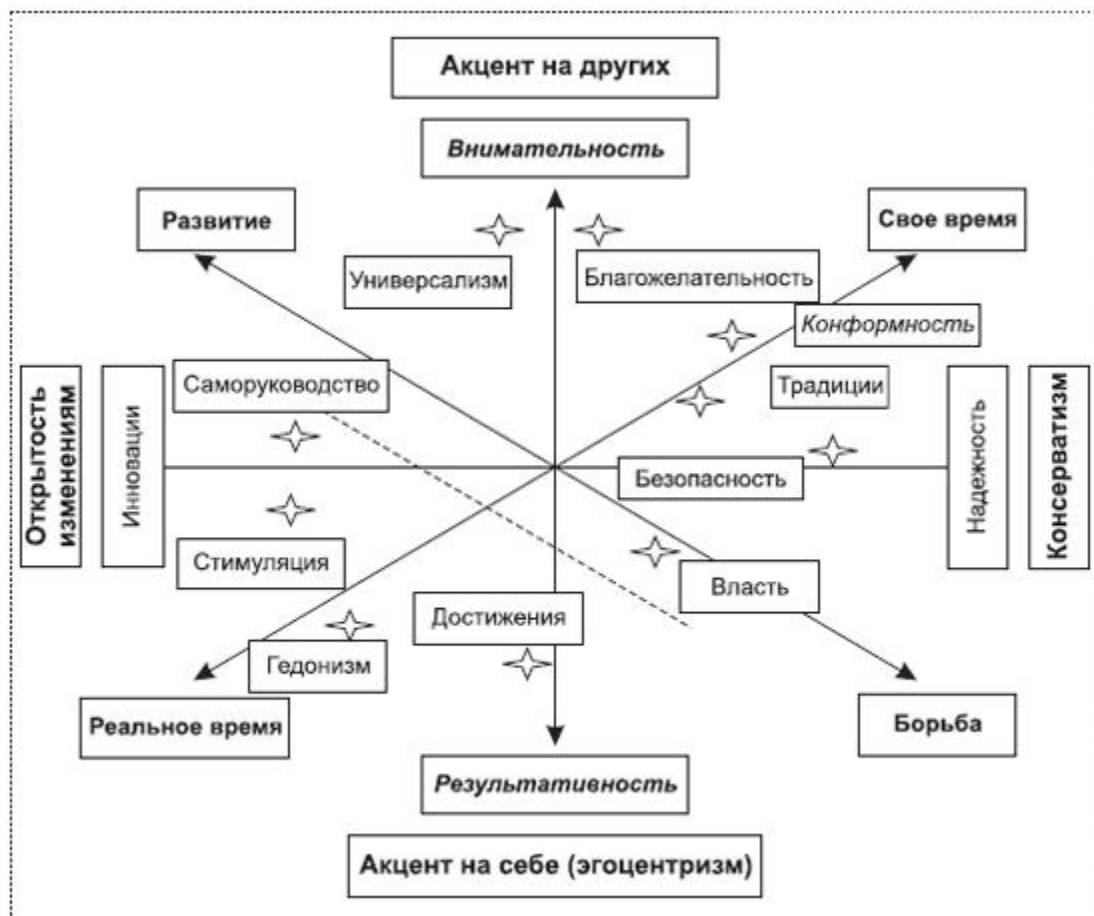 Акцент на других
Внимательность
Развитие
Свое время
Универсализм
Благожелательность
Конформность
Саморуководство
Традиции
Открытость
изменениям
Инновации
Безопасность
Надежность
Консерватизм
Стимуляция
Власть
Достижения
Гедонизм
Реальное время
Борьба
Результативность
Акцент на себе (эгоцентризм)